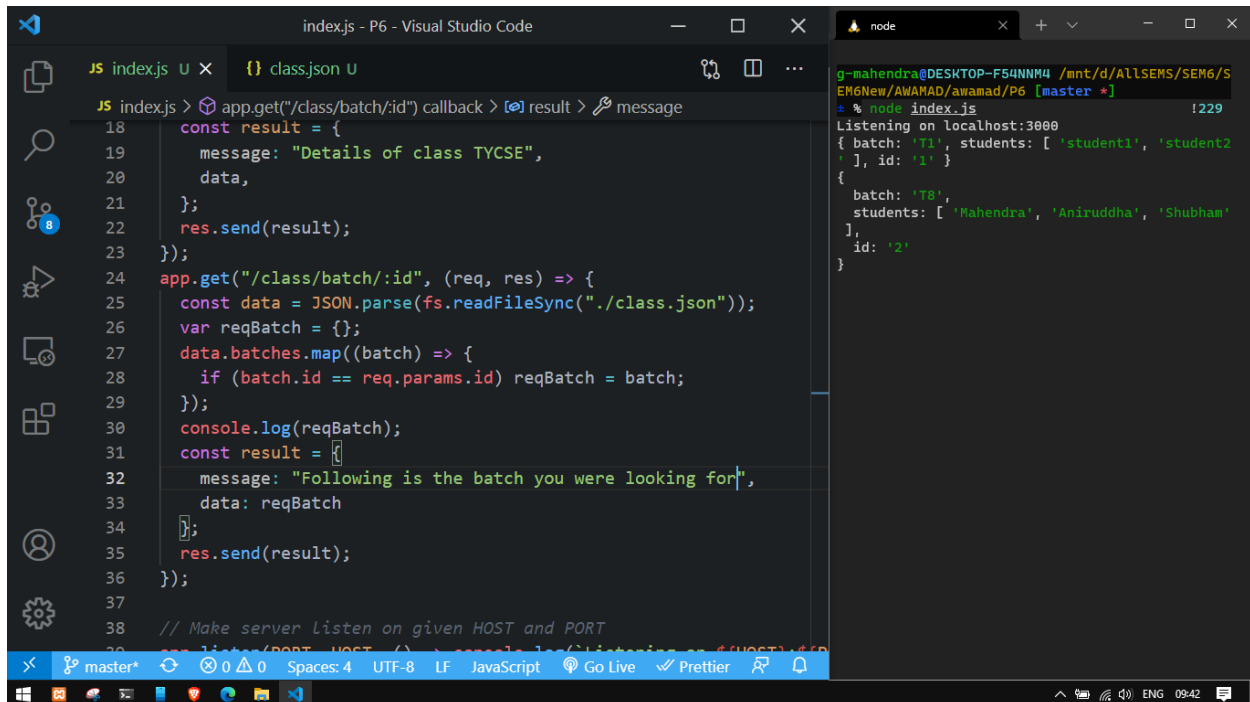 index.js - P6 - Visual Studio Code
JS index.js U
{} class.json U
JS index.js > app.get("/class/batch/:id") callback > result > message
18 const result = {
19 message: "Details of class TYCSE",
20 data,
21 };
22 res.send(result);
23 });
24 app.get("/class/batch/:id", (req, res) => {
25 const data = JSON.parse(fs.readFileSync("./class.json"));
26 var reqBatch = {};
27 data.batches.map((batch) => {
28 if (batch.id == req.params.id) reqBatch = batch;
29 });
30 console.log(reqBatch);
31 const result = {
32 message: "Following is the batch you were looking for",
33 data: reqBatch
34 };
35 res.send(result);
36 });
37
38 // Make server listen on given HOST and PORT
8
master* 0 0 Spaces: 4 UTF-8 LF JavaScript Go Live Prettier
node
g-mahendra@DESKTOP-F54NNM4 /mnt/d/AllSEMS/SEM6/S
EM6New/AWAMAD/awamad/P6 [master *]
± % node index.js !229
Listening on localhost:3000
{ batch: 'T1', students: [ 'student1', 'student2
' ], id: '1' }
{
batch: 'T8',
students: [ 'Mahendra', 'Aniruddha', 'Shubham'
],
id: '2'
}
ENG 09:42